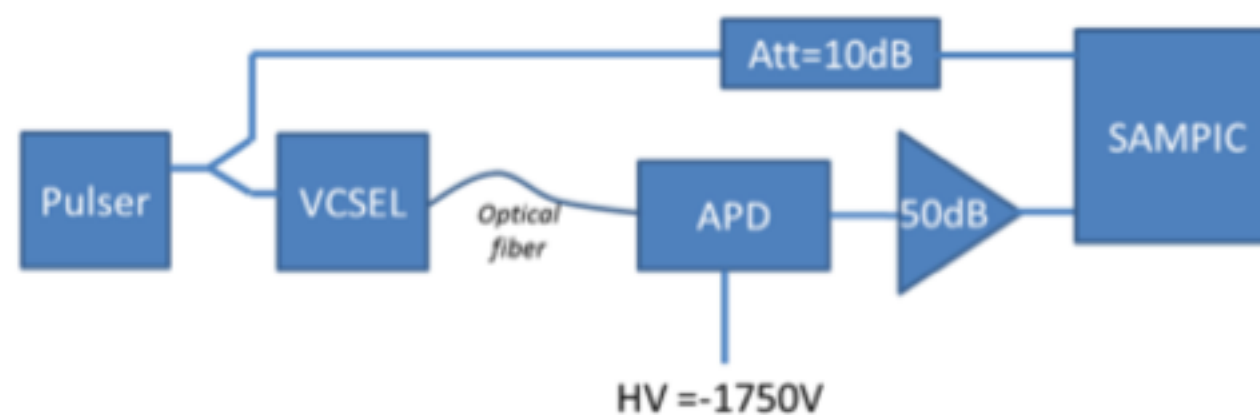 Att=10dB
SAMPIC
Pulser
VCSEL
Optical
fiber
APD
50dB
HV =-1750V